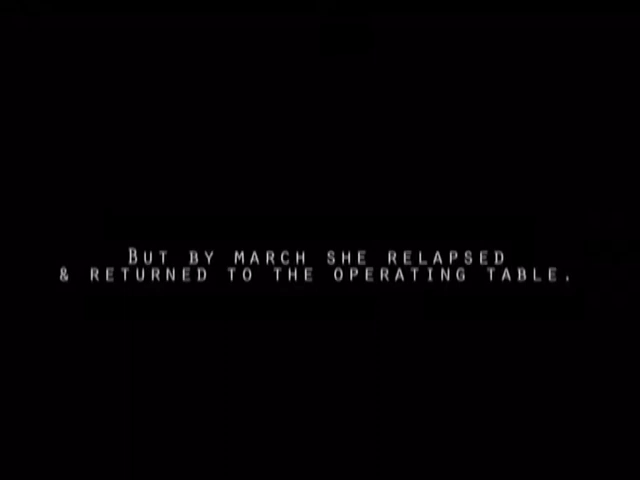 But by march she relapsed
& returned to the operating table.